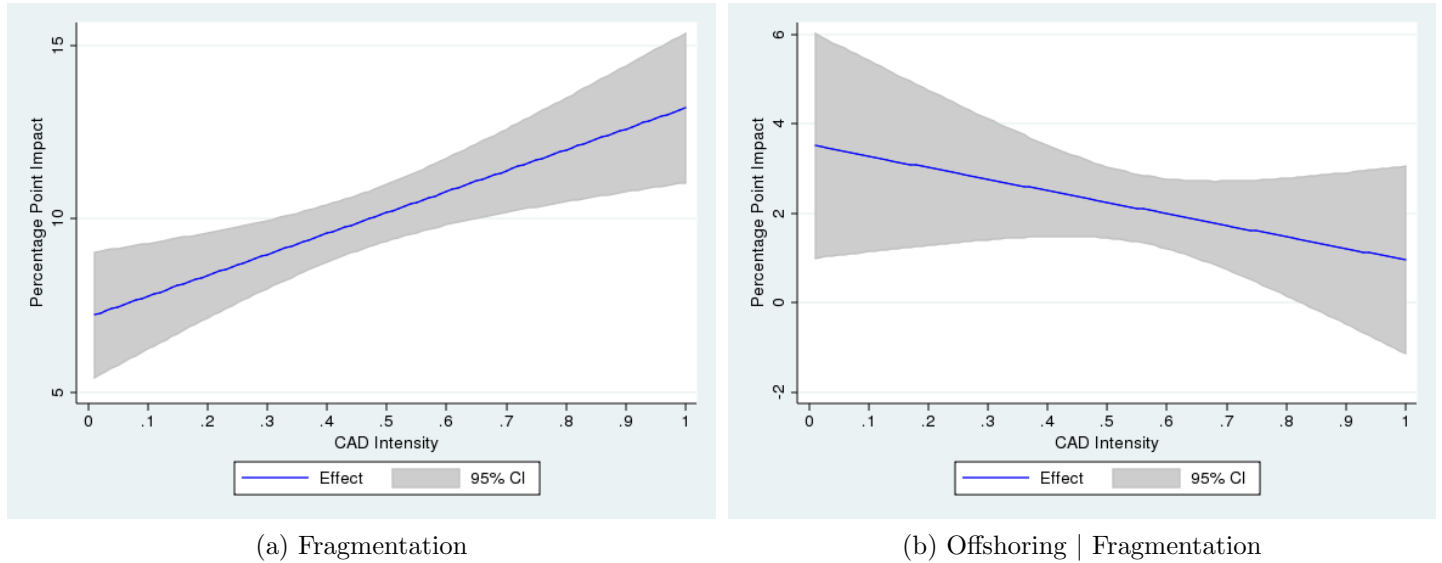 Percentage Point Impact
15
10
5
0 .1 .2 .3 .4 .5 .6 .7 .8 .9 1
CAD Intensity
Effect 95% CI
(a) Fragmentation
Percentage Point Impact
6
4
2
0
-2
0 .1 .2 .3 .4 .5 .6 .7 .8 .9 1
CAD Intensity
Effect 95% CI
(b) Offshoring | Fragmentation